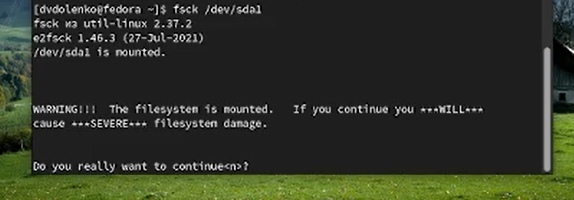 [dvdolenko@fedora ~]$ fsck /dev/sda1
fsck из util-linux 2.37.2
e2fsck 1.46.3 (27-Jul-2021)
/dev/sda1 is mounted.
WARNING!!!  The filesystem is mounted.   If you continue you ***WILL***
cause ***SEVERE*** filesystem damage.
Do you really want to continue<n>?